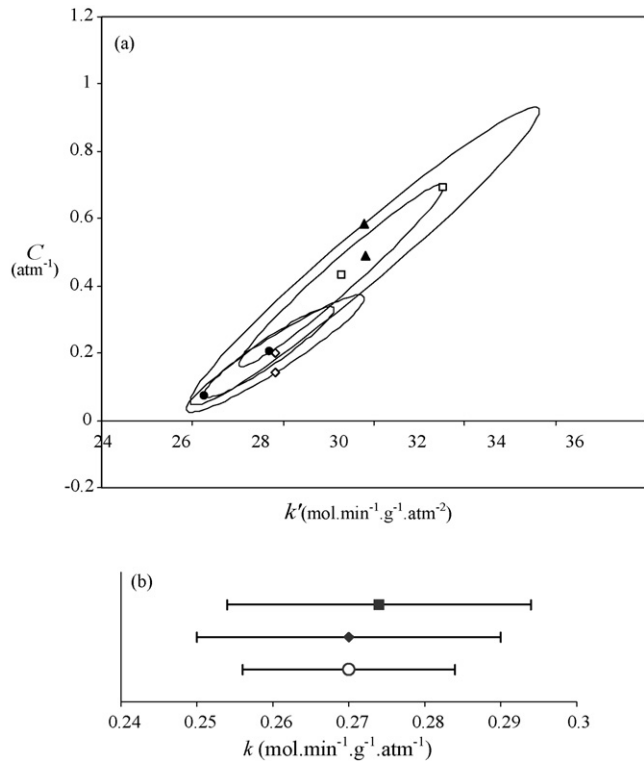 1.2
(a)
1
0.8
0.6
C
(atm⁻¹)
0.4
0.2
0
24 26 28 30 32 34 36
-0.2
k'(mol.min⁻¹.g⁻¹.atm⁻²)
(b)
0.24 0.25 0.26 0.27 0.28 0.29 0.3
k (mol.min⁻¹.g⁻¹.atm⁻¹)